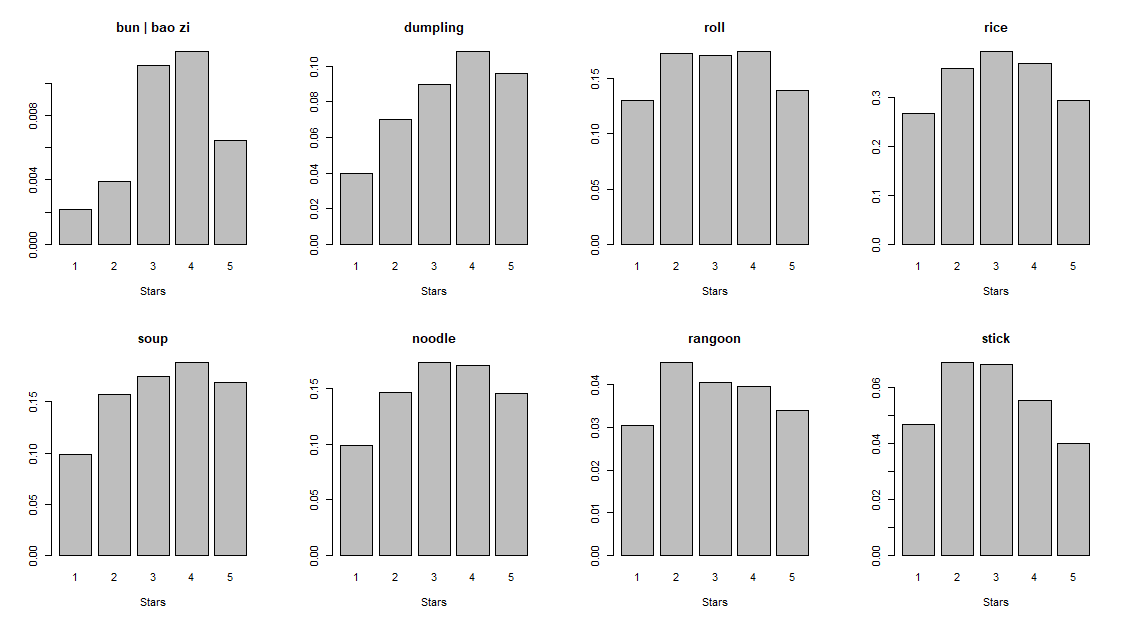 bun | bao zi
0.000 0.004 0.008
1 2 3 4 5
Stars
dumpling
0.00 0.02 0.04 0.06 0.08 0.10
1 2 3 4 5
Stars
roll
0.00 0.05 0.10 0.15
1 2 3 4 5
Stars
rice
0.0 0.1 0.2 0.3
1 2 3 4 5
Stars
soup
0.00 0.05 0.10 0.15
1 2 3 4 5
Stars
noodle
0.00 0.05 0.10 0.15
1 2 3 4 5
Stars
rangoon
0.00 0.01 0.02 0.03 0.04
1 2 3 4 5
Stars
stick
0.00 0.02 0.04 0.06
1 2 3 4 5
Stars